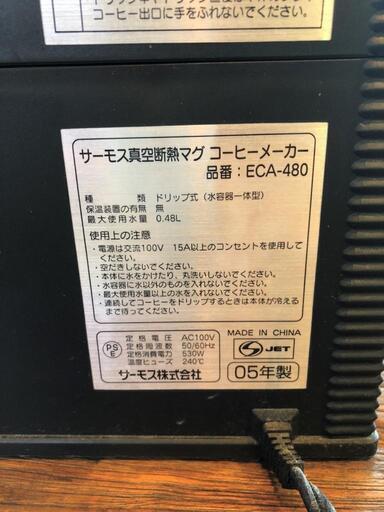 コーヒー出口に手をふれないでください。
サーモス真空断熱マグ コーヒーメーカー
品番：ECA-480
種　　類 ドリップ式（水容器一体型）
保温装置の有無 無
最大使用水量 0.48L
使用上の注意
・電源は交流100V 15A以上のコンセントを使用して
ください。
・空だきしないでください。
・本体に水をかけたり、丸洗いしないでください。
・水容器に水以外のものを入れないでください。
・最大使用水量以上の水を入れないでください。
・連続してコーヒーをドリップするときは本体が冷える
まで待ってください。
PSE
定格電圧 AC100V
定格周波数 50/60Hz
定格消費電力 530W
温度ヒューズ 240℃
サーモス株式会社
MADE IN CHINA
S JET
05年製